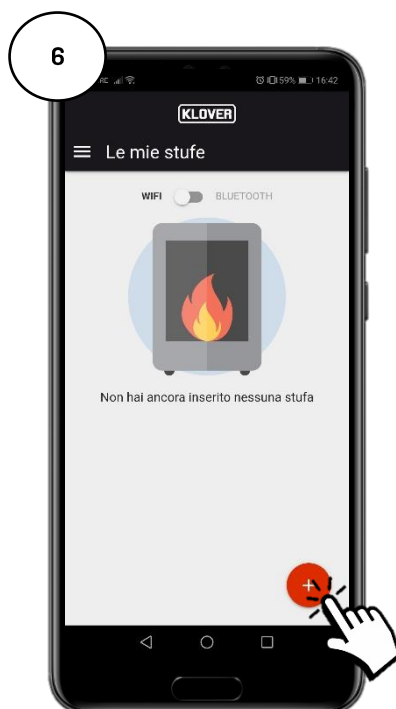 6
59% 16:42
KLOVER
Le mie stufe
WIFI BLUETOOTH
Non hai ancora inserito nessuna stufa
+